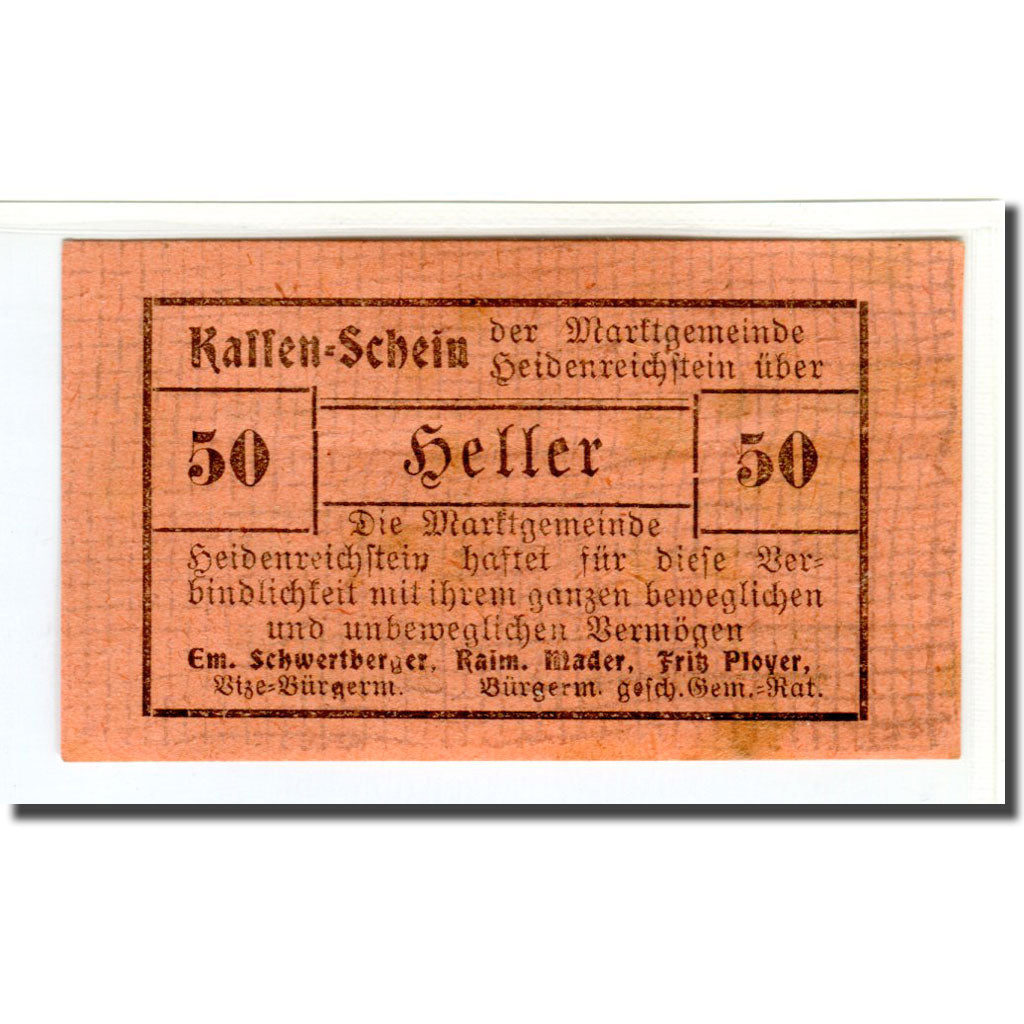 Kassen-Schein der Marktgemeinde
Heidenreichstein über
50 Heller 50
Die Marktgemeinde
Heidenreichstein haftet für diese Ver-
bindlichkeit mit ihrem ganzen beweglichen
und unbeweglichen Vermögen
Em. Schwertberger, Raim. Mader, Fritz Ployer,
Vize-Bürgerm. Bürgerm. gesch. Gem.-Rat.